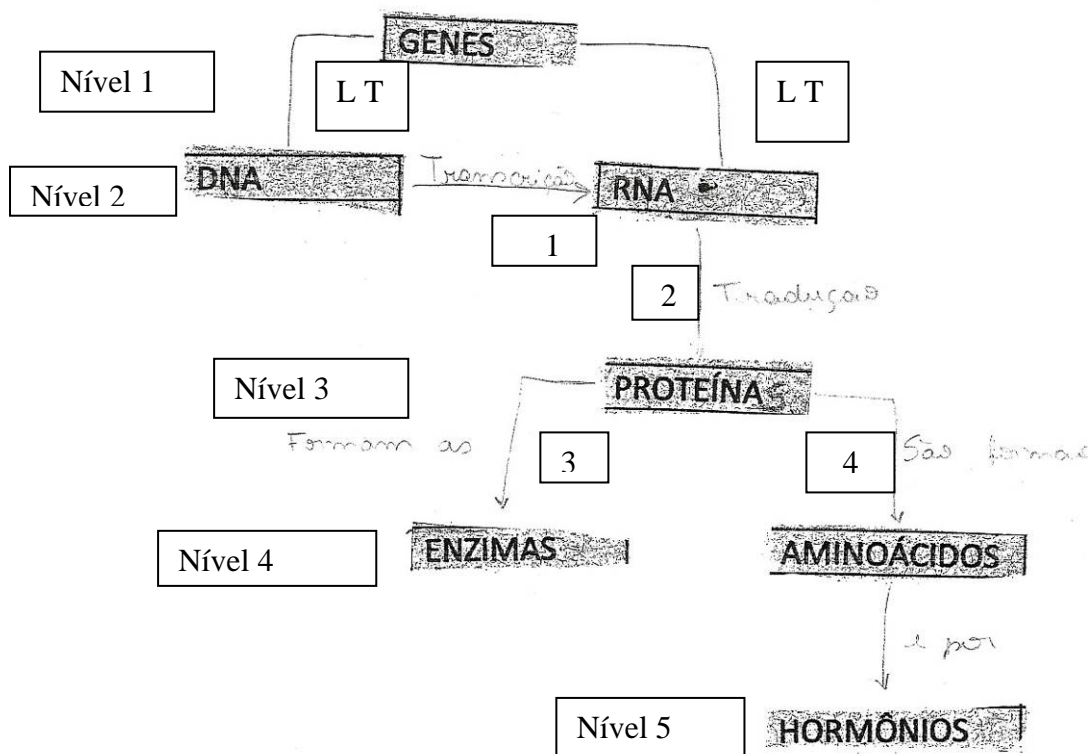 GENES
Nível 1
L T
L T
DNA
Transcrição
RNA
Nível 2
1
2
Tradução
Nível 3
PROTEÍNAS
Formam as
3
4
São
Nível 4
ENZIMAS
AMINOÁCIDOS
e por
Nível 5
HORMÔNIOS